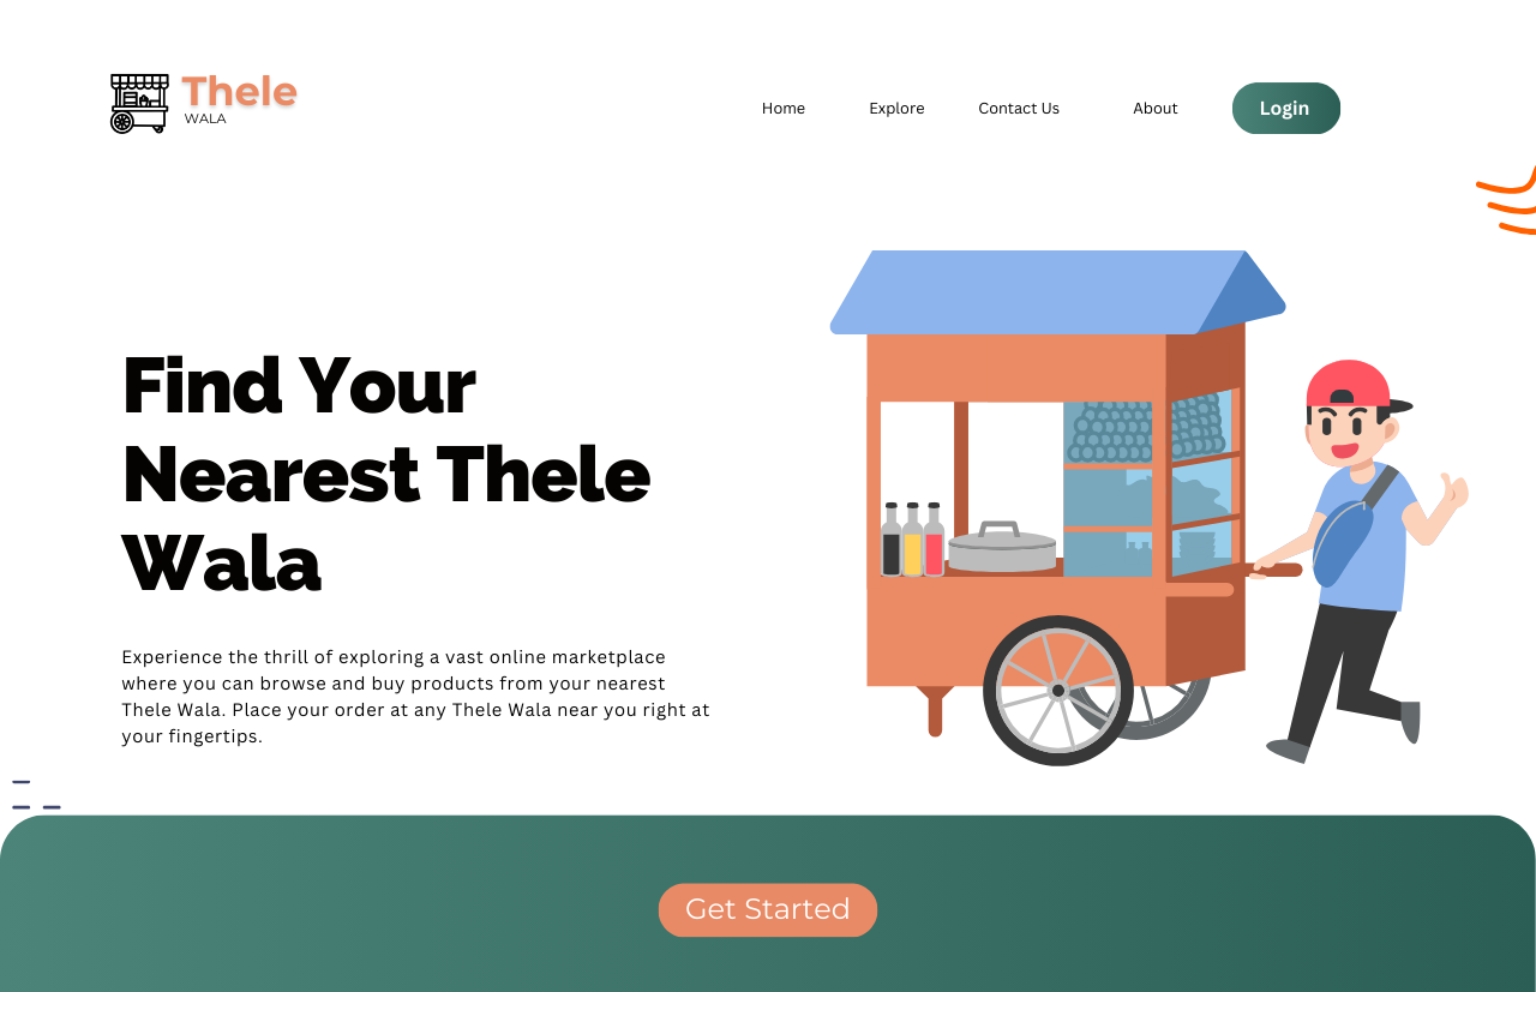 Thele
WALA
Home
Explore
Contact Us
About
Login
Find Your
Nearest Thele
Wala
Experience the thrill of exploring a vast online marketplace
where you can browse and buy products from your nearest
Thele Wala. Place your order at any Thele Wala near you right at
your fingertips.
Get Started